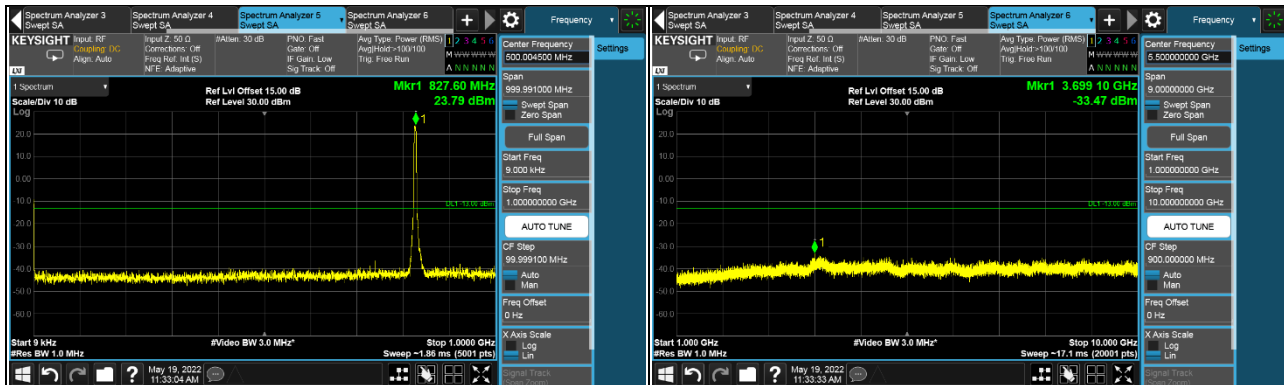 Spectrum Analyzer 3
Swept SA
Spectrum Analyzer 4
Swept SA
Spectrum Analyzer 5
Swept SA
Spectrum Analyzer 6
Swept SA
Frequency
KEYSIGHT
Input: RF
Coupling: DC
Align: Auto
Input Z: 50 Ω
Corrections: Off
Freq Ref: Int (S)
NFE: Adaptive
#Atten: 30 dB
PNO: Fast
Gate: Off
IF Gain: Low
Sig Track: Off
Avg Type: Power (RMS)
Avg|Hold:>100/100
Trig: Free Run
1 2 3 4 5 6
M W W W W W
A N N N N N
LXI
1 Spectrum
Scale/Div 10 dB
Ref Lvl Offset 15.00 dB
Ref Level 30.00 dBm
Mkr1 827.60 MHz
23.79 dBm
Log
1
20.0
10.0
0.00
-10.0
DL1 -13.00 dBm
-20.0
-30.0
-40.0
-50.0
-60.0
Start 9 kHz
#Res BW 1.0 MHz
#Video BW 3.0 MHz*
Stop 1.0000 GHz
Sweep ~1.86 ms (5001 pts)
May 19, 2022
11:33:04 AM
Center Frequency
500.004500 MHz
Settings
Span
999.991000 MHz
Swept Span
Zero Span
Full Span
Start Freq
9.000 kHz
Stop Freq
1.000000000 GHz
AUTO TUNE
CF Step
99.999100 MHz
Auto
Man
Freq Offset
0 Hz
X Axis Scale
Log
Lin
Signal Track
(Span Zoom)
Spectrum Analyzer 3
Swept SA
Spectrum Analyzer 4
Swept SA
Spectrum Analyzer 5
Swept SA
Spectrum Analyzer 6
Swept SA
Frequency
KEYSIGHT
Input: RF
Coupling: DC
Align: Auto
Input Z: 50 Ω
Corrections: Off
Freq Ref: Int (S)
NFE: Adaptive
#Atten: 30 dB
PNO: Fast
Gate: Off
IF Gain: Low
Sig Track: Off
Avg Type: Power (RMS)
Avg|Hold:>100/100
Trig: Free Run
1 2 3 4 5 6
M W W W W W
A N N N N N
LXI
1 Spectrum
Scale/Div 10 dB
Ref Lvl Offset 15.00 dB
Ref Level 30.00 dBm
Mkr1 3.699 10 GHz
-33.47 dBm
Log
20.0
10.0
0.00
-10.0
DL1 -13.00 dBm
-20.0
-30.0
1
-40.0
-50.0
-60.0
Start 1.000 GHz
#Res BW 1.0 MHz
#Video BW 3.0 MHz*
Stop 10.000 GHz
Sweep ~17.1 ms (20001 pts)
May 19, 2022
11:33:33 AM
Center Frequency
5.500000000 GHz
Settings
Span
9.00000000 GHz
Swept Span
Zero Span
Full Span
Start Freq
1.000000000 GHz
Stop Freq
10.000000000 GHz
AUTO TUNE
CF Step
900.000000 MHz
Auto
Man
Freq Offset
0 Hz
X Axis Scale
Log
Lin
Signal Track
(Span Zoom)